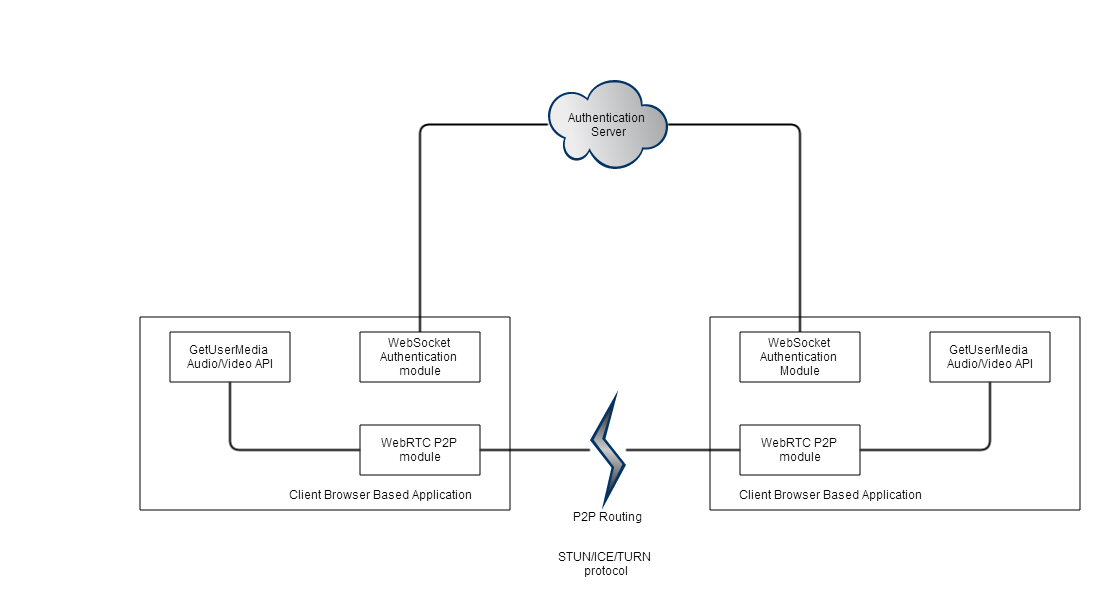 Authentication
Server
GetUserMedia
Audio/Video API
WebSocket
Authentication
module
WebSocket
Authentication
Module
GetUserMedia
Audio/Video API
WebRTC P2P
module
WebRTC P2P
module
Client Browser Based Application
Client Browser Based Application
P2P Routing
STUN/ICE/TURN
protocol